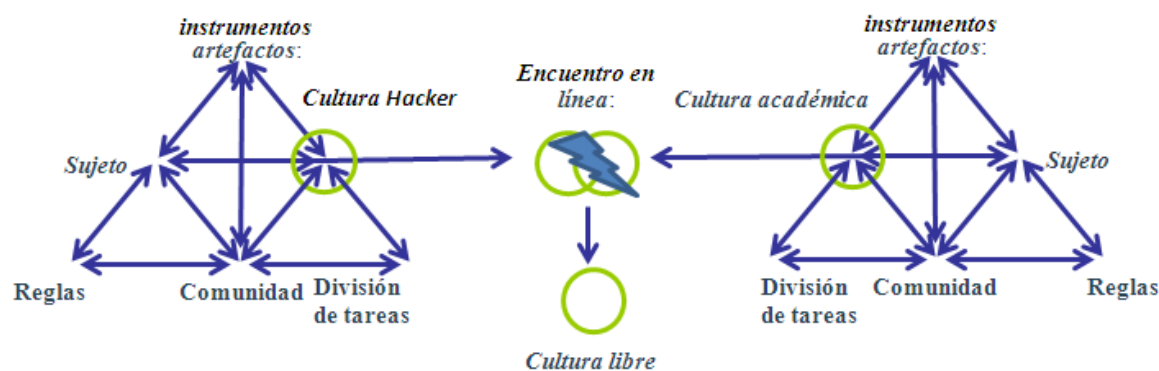 instrumentos
artefactos:
Cultura Hacker
Sujeto
Reglas
Comunidad
División
de tareas
Encuentro en
línea:
Cultura libre
instrumentos
artefactos:
Cultura académica
Sujeto
División
de tareas
Comunidad
Reglas